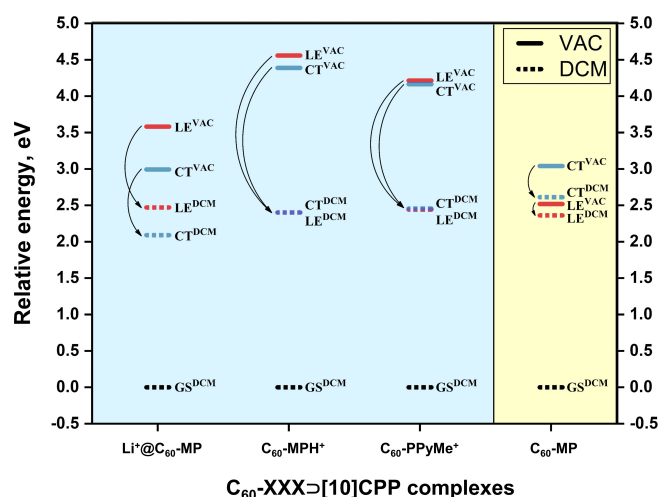 5.0
4.5
4.0
3.5
3.0
2.5
2.0
1.5
1.0
0.5
0.0
-0.5
Relative energy, eV
LE^VAC
CT^VAC
LE^DCM
CT^DCM
GS^DCM
LE^VAC
CT^VAC
CT^DCM
LE^DCM
GS^DCM
LE^VAC
CT^VAC
CT^DCM
LE^DCM
GS^DCM
VAC
DCM
CT^VAC
CT^DCM
LE^VAC
LE^DCM
GS^DCM
5.0
4.5
4.0
3.5
3.0
2.5
2.0
1.5
1.0
0.5
0.0
-0.5
Li⁺@C₆₀-MP
C₆₀-MPH⁺
C₆₀-PPyMe⁺
C₆₀-MP
C₆₀-XXX⊃[10]CPP complexes